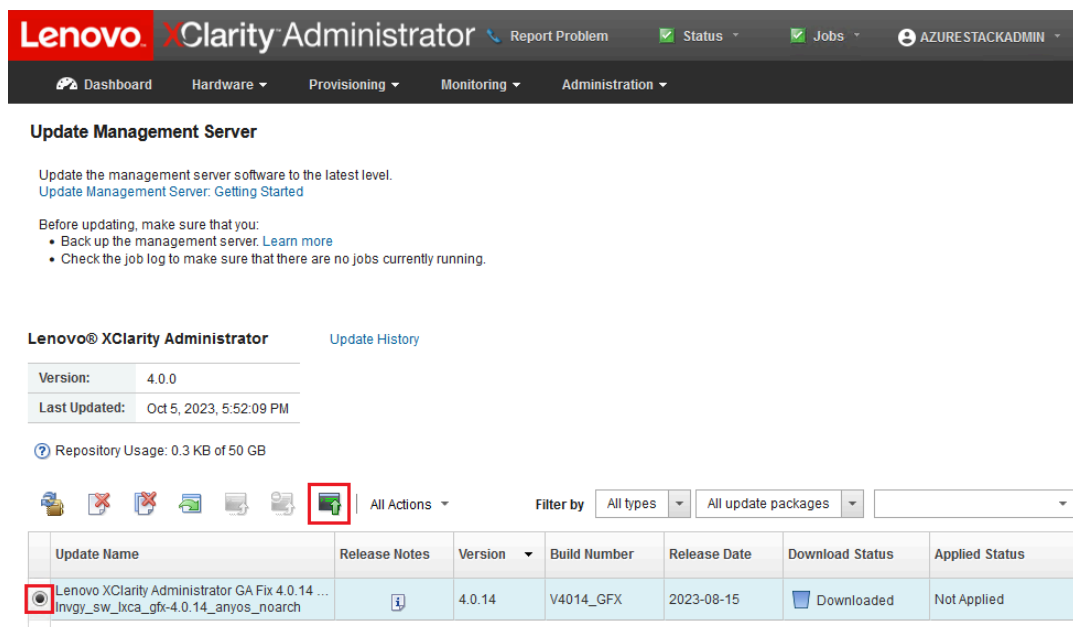 Lenovo. XClarity Administrator Report Problem Status Jobs AZURESTACKADMIN
Dashboard Hardware Provisioning Monitoring Administration
Update Management Server
Update the management server software to the latest level.
Update Management Server: Getting Started
Before updating, make sure that you:
• Back up the management server. Learn more
• Check the job log to make sure that there are no jobs currently running.
Lenovo® XClarity Administrator Update History
Version: 4.0.0
Last Updated: Oct 5, 2023, 5:52:09 PM
? Repository Usage: 0.3 KB of 50 GB
All Actions Filter by All types All update packages
Update Name Release Notes Version Build Number Release Date Download Status Applied Status
Lenovo XClarity Administrator GA Fix 4.0.14 ...
lnvgy_sw_lxca_gfx-4.0.14_anyos_noarch 4.0.14 V4014_GFX 2023-08-15 Downloaded Not Applied